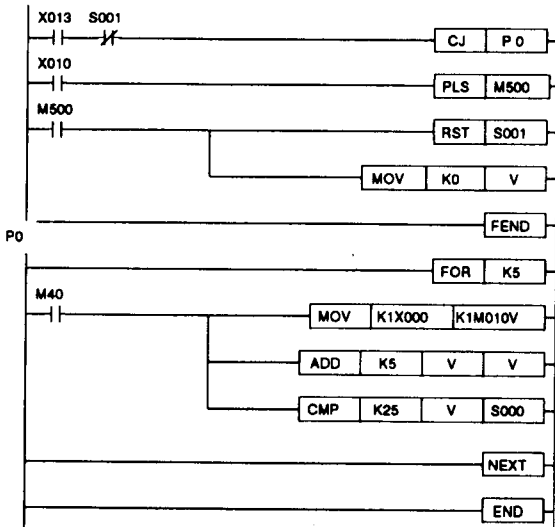 X013 S001
CJ P 0
X010
PLS M500
M500
RST S001
MOV K0 V
FEND
P0
FOR K5
M40
MOV K1X000 K1M010V
ADD K5 V V
CMP K25 V S000
NEXT
END